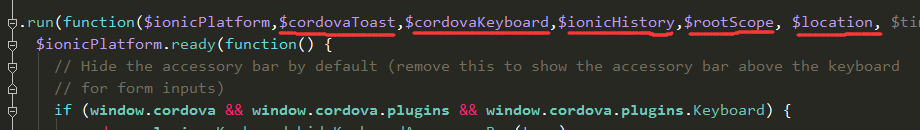 .run(function($ionicPlatform,$cordovaToast,$cordovaKeyboard,$ionicHistory,$rootScope, $location,
$ionicPlatform.ready(function() {
// Hide the accessory bar by default (remove this to show the accessory bar above the keyboard
// for form inputs)
if (window.cordova && window.cordova.plugins && window.cordova.plugins.Keyboard) {